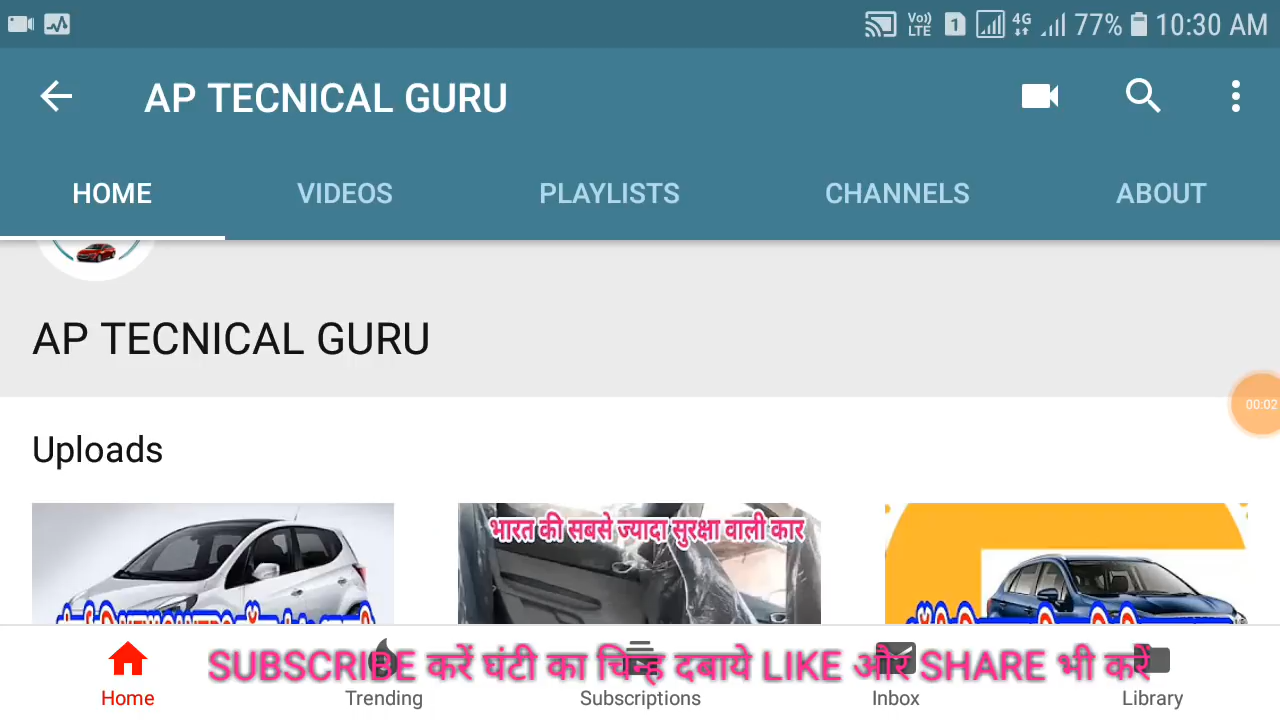 Vo)) LTE 1 4G 77% 10:30 AM
AP TECNICAL GURU
HOME VIDEOS PLAYLISTS CHANNELS ABOUT
AP TECNICAL GURU
00:02
Uploads
भारत की सबसे ज्यादा सुरक्षा वाली कार
SUBSCRIBE करें घंटी का चिन्ह दबाये LIKE और SHARE भी करें
Home Trending Subscriptions Inbox Library